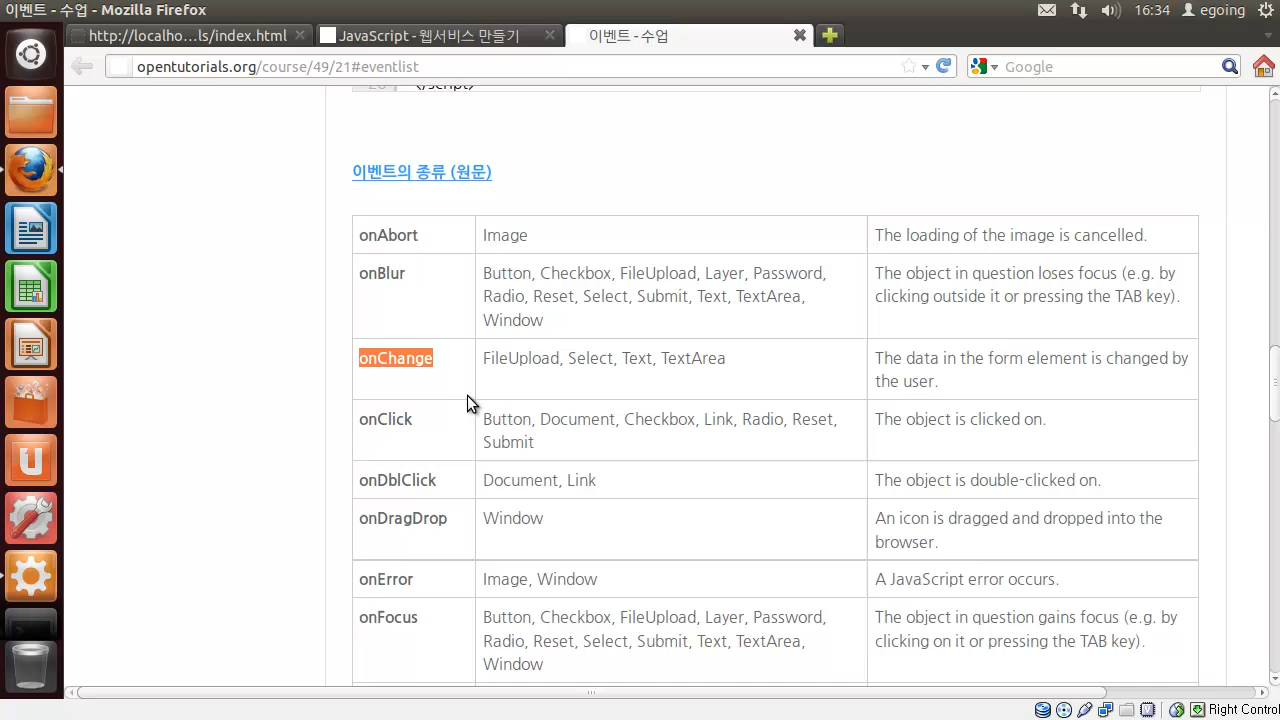 이벤트 - 수업 - Mozilla Firefox
16:34
egoing
http://localho...ls/index.html
JavaScript - 웹서비스 만들기
이벤트 - 수업
opentutorials.org/course/49/21#eventlist
Google
이벤트의 종류 (원문)
onAbort
Image
The loading of the image is cancelled.
onBlur
Button, Checkbox, FileUpload, Layer, Password,
Radio, Reset, Select, Submit, Text, TextArea,
Window
The object in question loses focus (e.g. by
clicking outside it or pressing the TAB key).
onChange
FileUpload, Select, Text, TextArea
The data in the form element is changed by
the user.
onClick
Button, Document, Checkbox, Link, Radio, Reset,
Submit
The object is clicked on.
onDblClick
Document, Link
The object is double-clicked on.
onDragDrop
Window
An icon is dragged and dropped into the
browser.
onError
Image, Window
A JavaScript error occurs.
onFocus
Button, Checkbox, FileUpload, Layer, Password,
Radio, Reset, Select, Submit, Text, TextArea,
Window
The object in question gains focus (e.g. by
clicking on it or pressing the TAB key).
Right Control